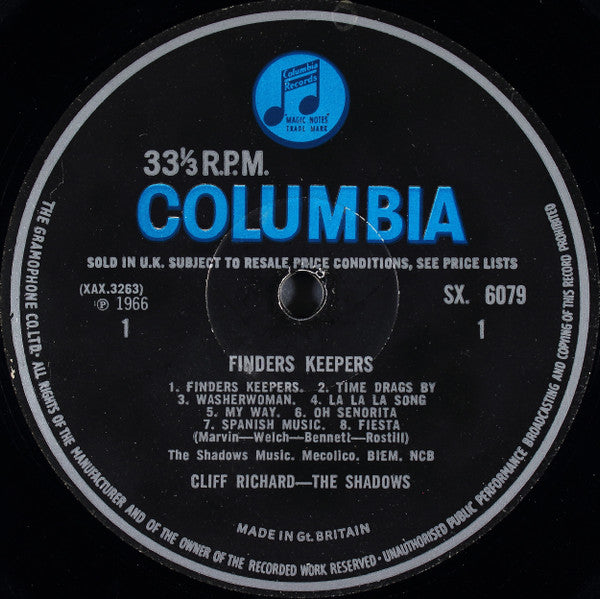 Columbia
Records
MAGIC NOTES
TRADE MARK
33⅓ R.P.M.
COLUMBIA
SOLD IN U.K. SUBJECT TO RESALE PRICE CONDITIONS, SEE PRICE LISTS
(XAX.3263)
Ⓟ 1966
SX. 6079
1
1
FINDERS KEEPERS
1. FINDERS KEEPERS. 2. TIME DRAGS BY
3. WASHERWOMAN. 4. LA LA LA SONG
5. MY WAY. 6. OH SENORITA
7. SPANISH MUSIC. 8. FIESTA
(Marvin—Welch—Bennett—Rostill)
The Shadows Music. Mecolico. BIEM. NCB
CLIFF RICHARD—THE SHADOWS
MADE IN Gt. BRITAIN
THE GRAMOPHONE CO. LTD. · ALL RIGHTS OF THE MANUFACTURER AND OF THE OWNER OF THE RECORDED WORK RESERVED · UNAUTHORISED PUBLIC PERFORMANCE BROADCASTING AND COPYING OF THIS RECORD PROHIBITED